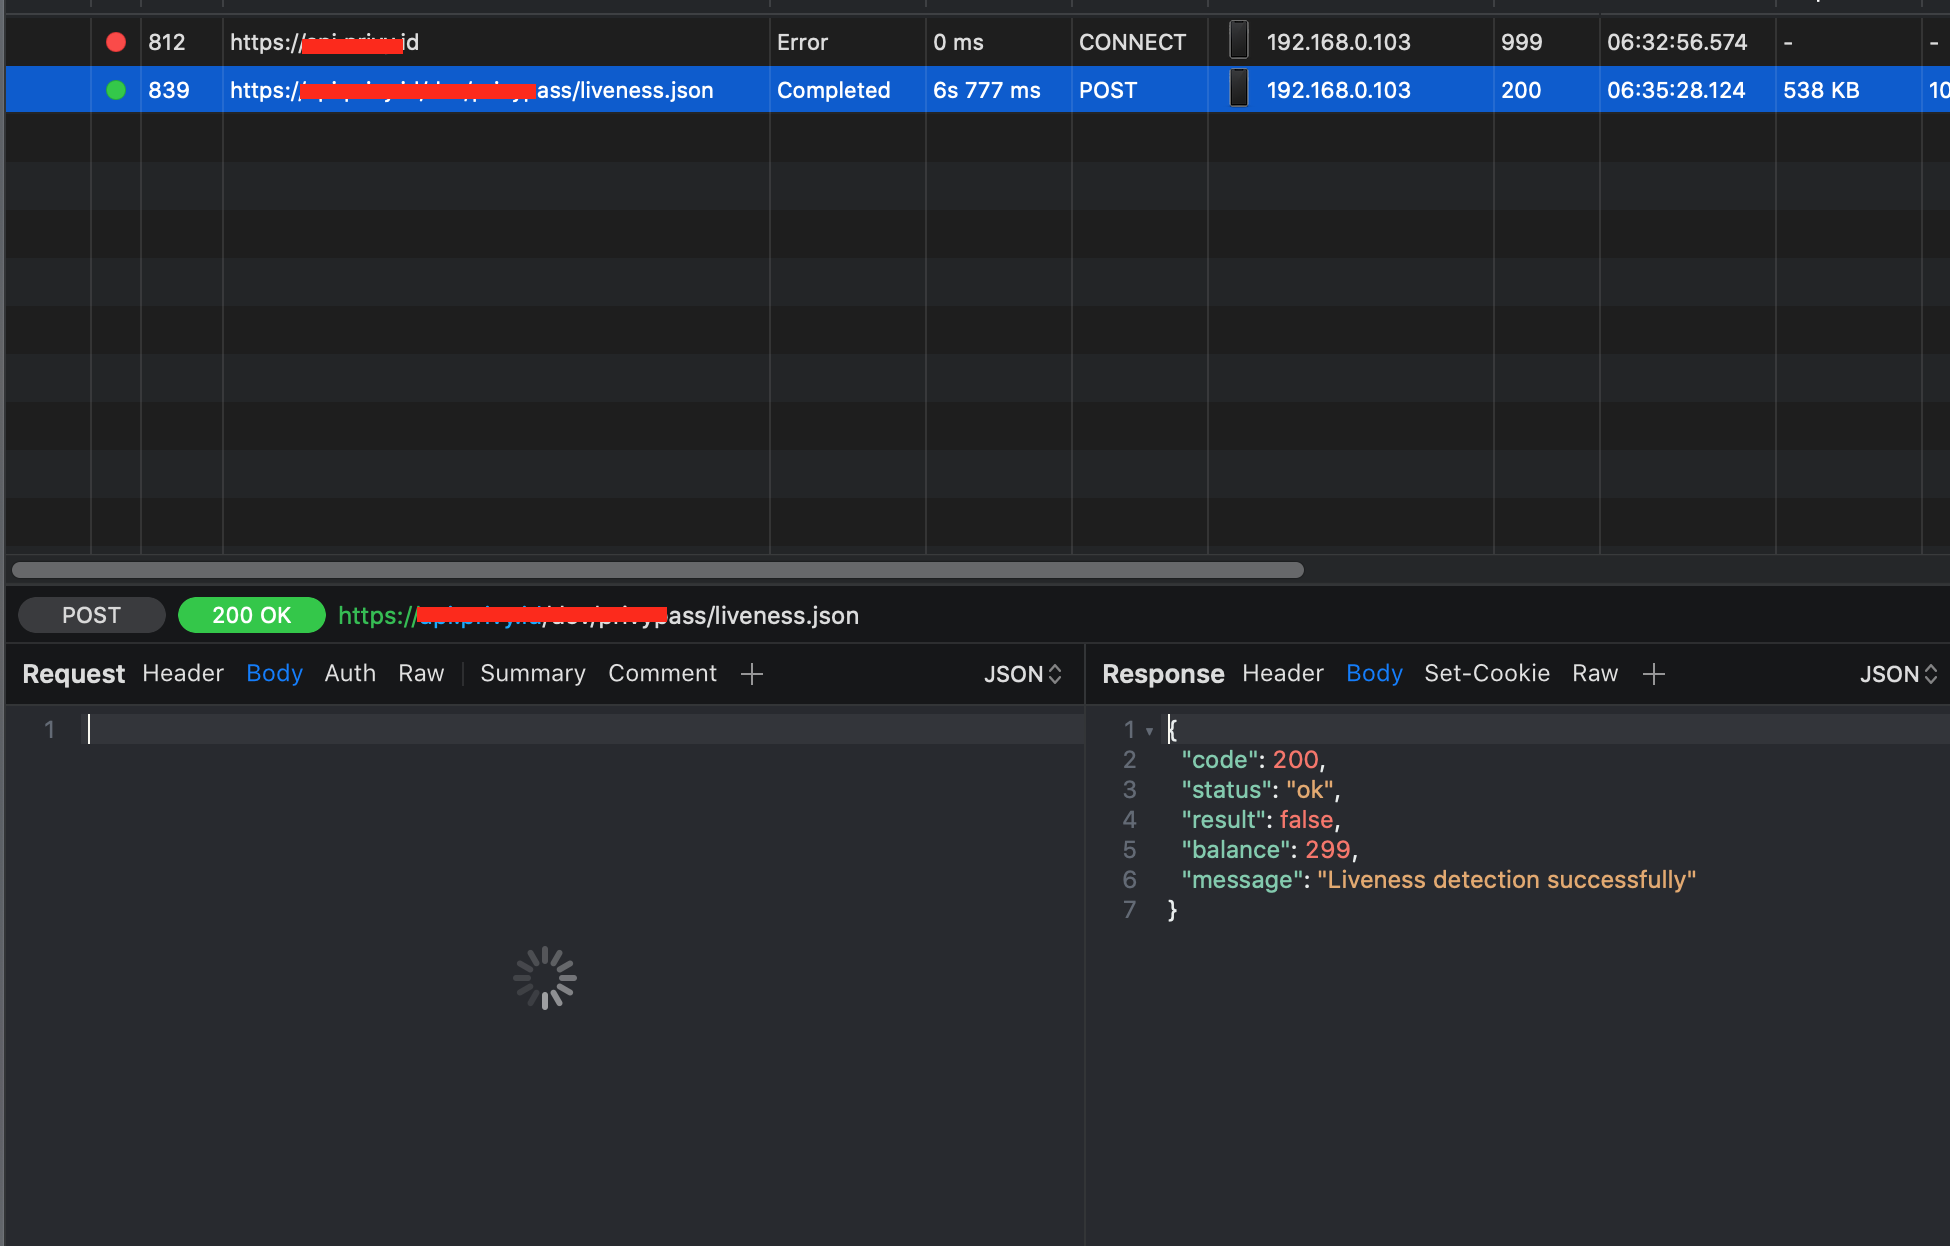 812 https:// id Error 0 ms CONNECT 192.168.0.103 999 06:32:56.574 - -
839 https:// ass/liveness.json Completed 6s 777 ms POST 192.168.0.103 200 06:35:28.124 538 KB 10
POST 200 OK https:// ass/liveness.json
Request Header Body Auth Raw Summary Comment + JSON
Response Header Body Set-Cookie Raw + JSON
1
1 {
2 "code": 200,
3 "status": "ok",
4 "result": false,
5 "balance": 299,
6 "message": "Liveness detection successfully"
7 }